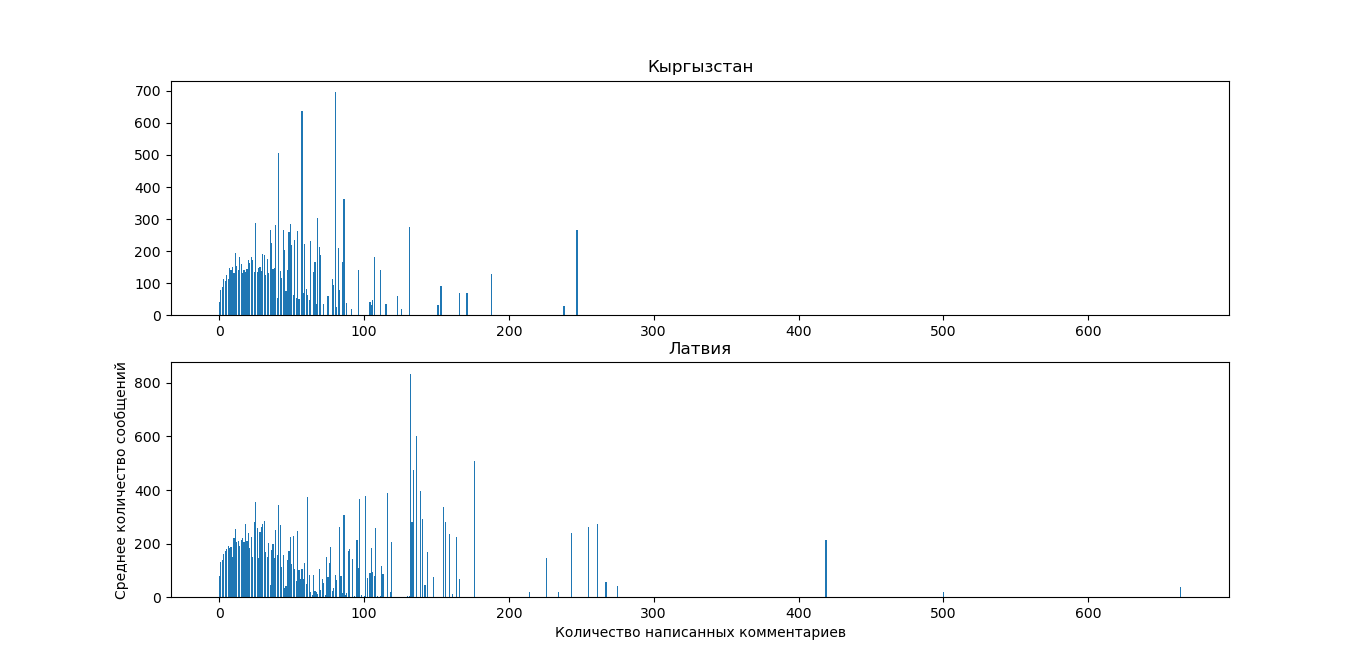 Кыргызстан
700
600
500
400
300
200
100
0
0 100 200 300 400 500 600
Латвия
Среднее количество сообщений
800
600
400
200
0
0 100 200 300 400 500 600
Количество написанных комментариев